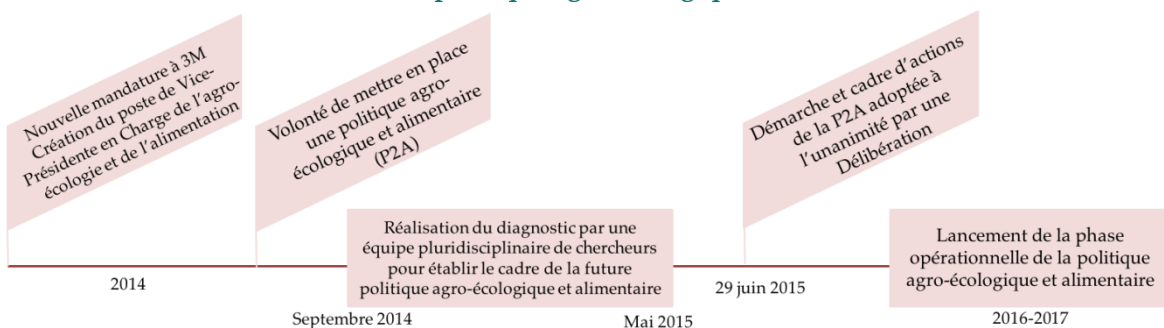 Nouvelle mandature à 3M
Création du poste de Vice-
Présidente en Charge de l'agro-
écologie et de l'alimentation
Volonté de mettre en place
une politique agro-
écologique et alimentaire
(P2A)
Démarche et cadre d'actions
de la P2A adoptée à
l'unanimité par une
Délibération
Réalisation du diagnostic par une
équipe pluridisciplinaire de chercheurs
pour établir le cadre de la future
politique agro-écologique et alimentaire
Lancement de la phase
opérationnelle de la politique
agro-écologique et alimentaire
2014
Septembre 2014
Mai 2015
29 juin 2015
2016-2017